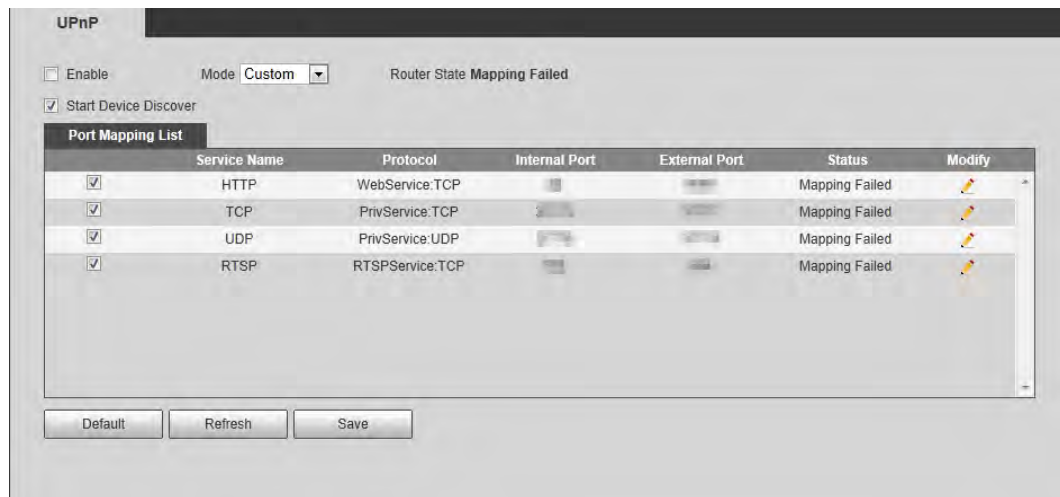 UPnP
Enable Mode Custom Router State Mapping Failed
Start Device Discover
Port Mapping List
Service Name Protocol Internal Port External Port Status Modify
HTTP WebService:TCP Mapping Failed
TCP PrivService:TCP Mapping Failed
UDP PrivService:UDP Mapping Failed
RTSP RTSPService:TCP Mapping Failed
Default Refresh Save